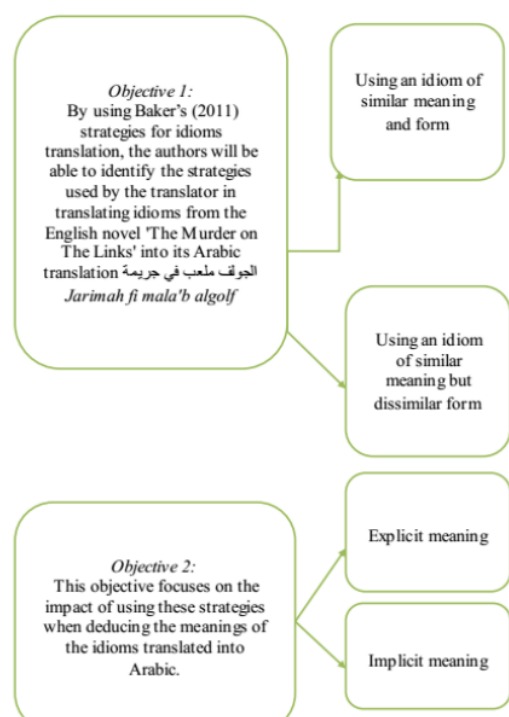 Objective 1:
By using Baker's (2011)
strategies for idioms
translation, the authors will be
able to identify the strategies
used by the translator in
translating idioms from the
English novel 'The Murder on
The Links' into its Arabic
translation الجولف ملعب في جريمة
Jarimah fi mala'b algolf
Using an idiom of
similar meaning
and form
Using an idiom
of similar
meaning but
dissimilar form
Objective 2:
This objective focuses on the
impact of using these strategies
when deducing the meanings of
the idioms translated into
Arabic.
Explicit meaning
Implicit meaning